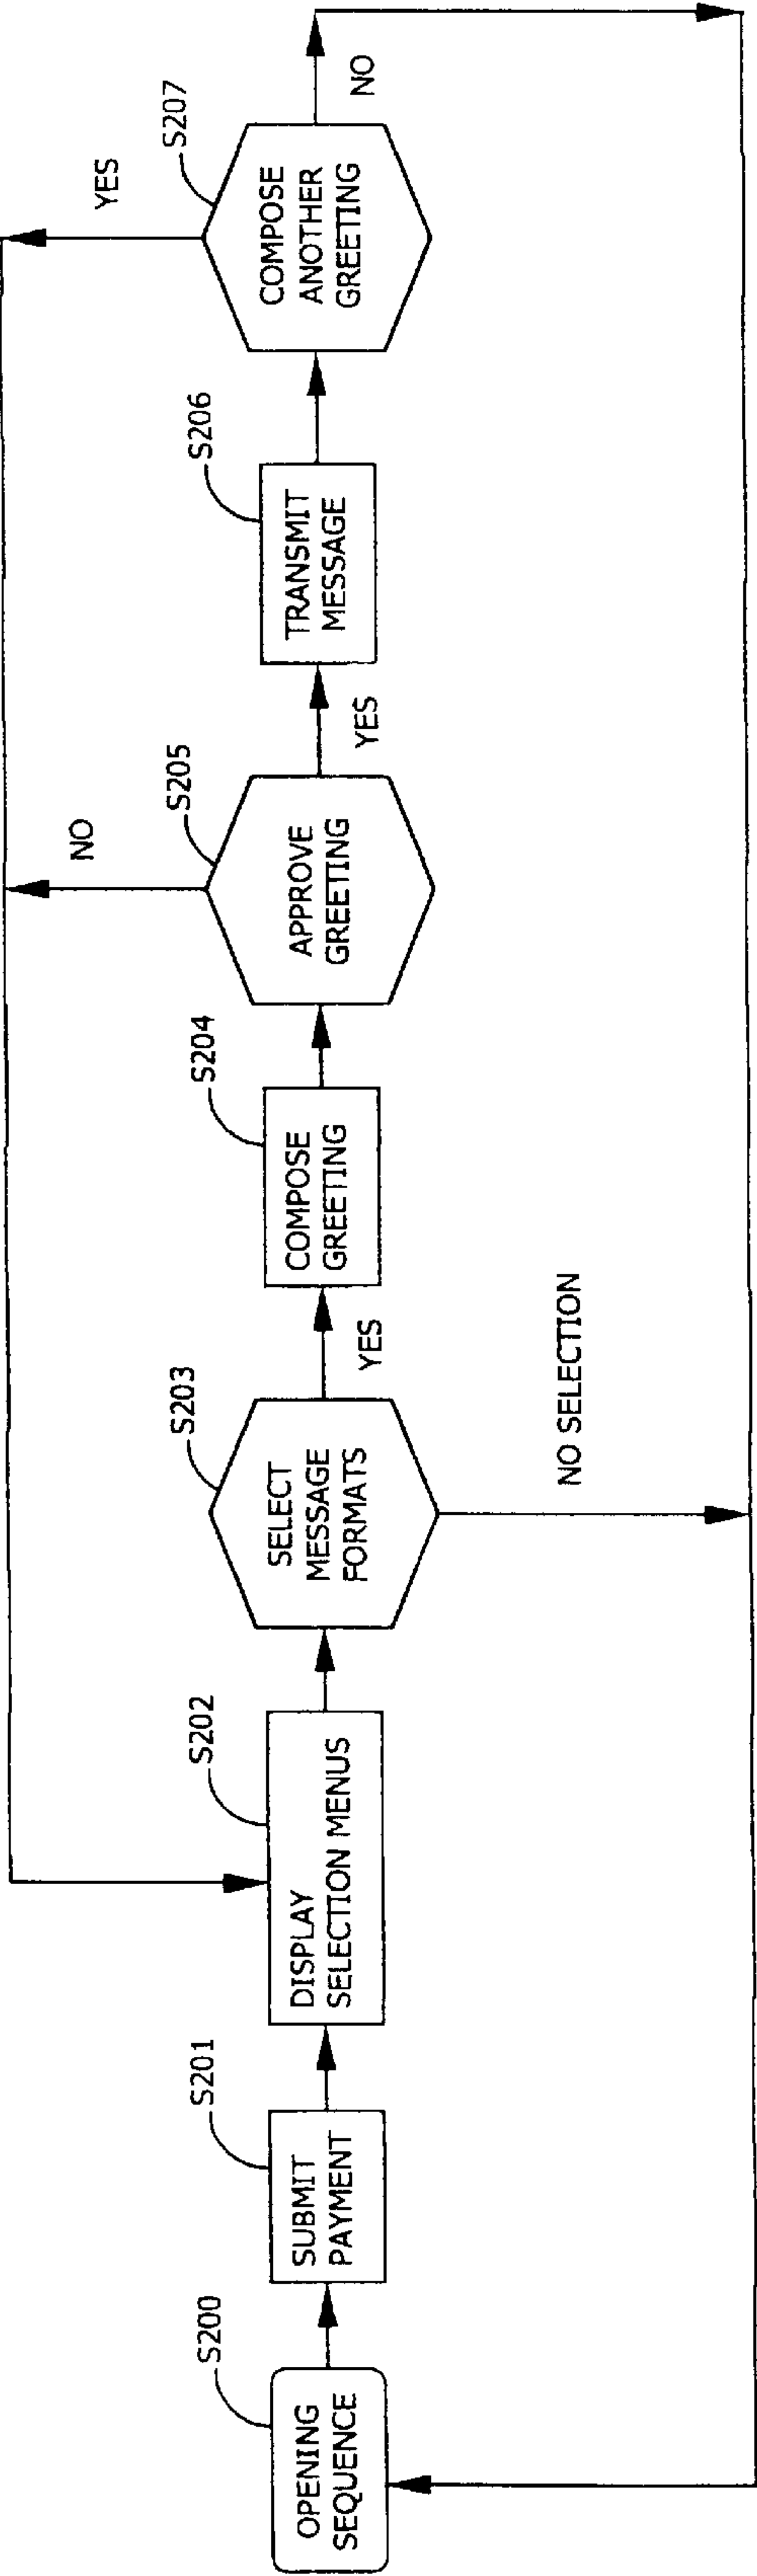 S200
OPENING
SEQUENCE
S201
SUBMIT
PAYMENT
S202
DISPLAY
SELECTION MENUS
S203
SELECT
MESSAGE
FORMATS
YES
NO SELECTION
S204
COMPOSE
GREETING
S205
APPROVE
GREETING
NO
YES
S206
TRANSMIT
MESSAGE
S207
COMPOSE
ANOTHER
GREETING
YES
NO